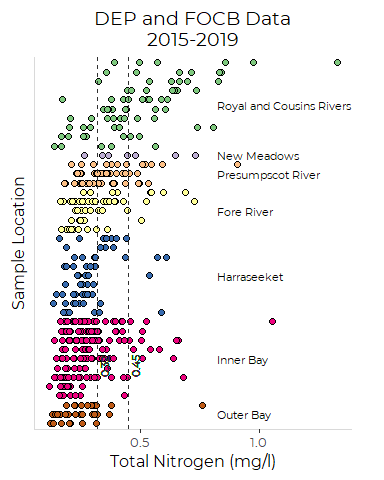 DEP and FOCB Data
2015-2019
Sample Location
Royal and Cousins Rivers
New Meadows
Presumpscot River
Fore River
Harraseeket
Inner Bay
Outer Bay
0.45
0.5
1.0
Total Nitrogen (mg/l)